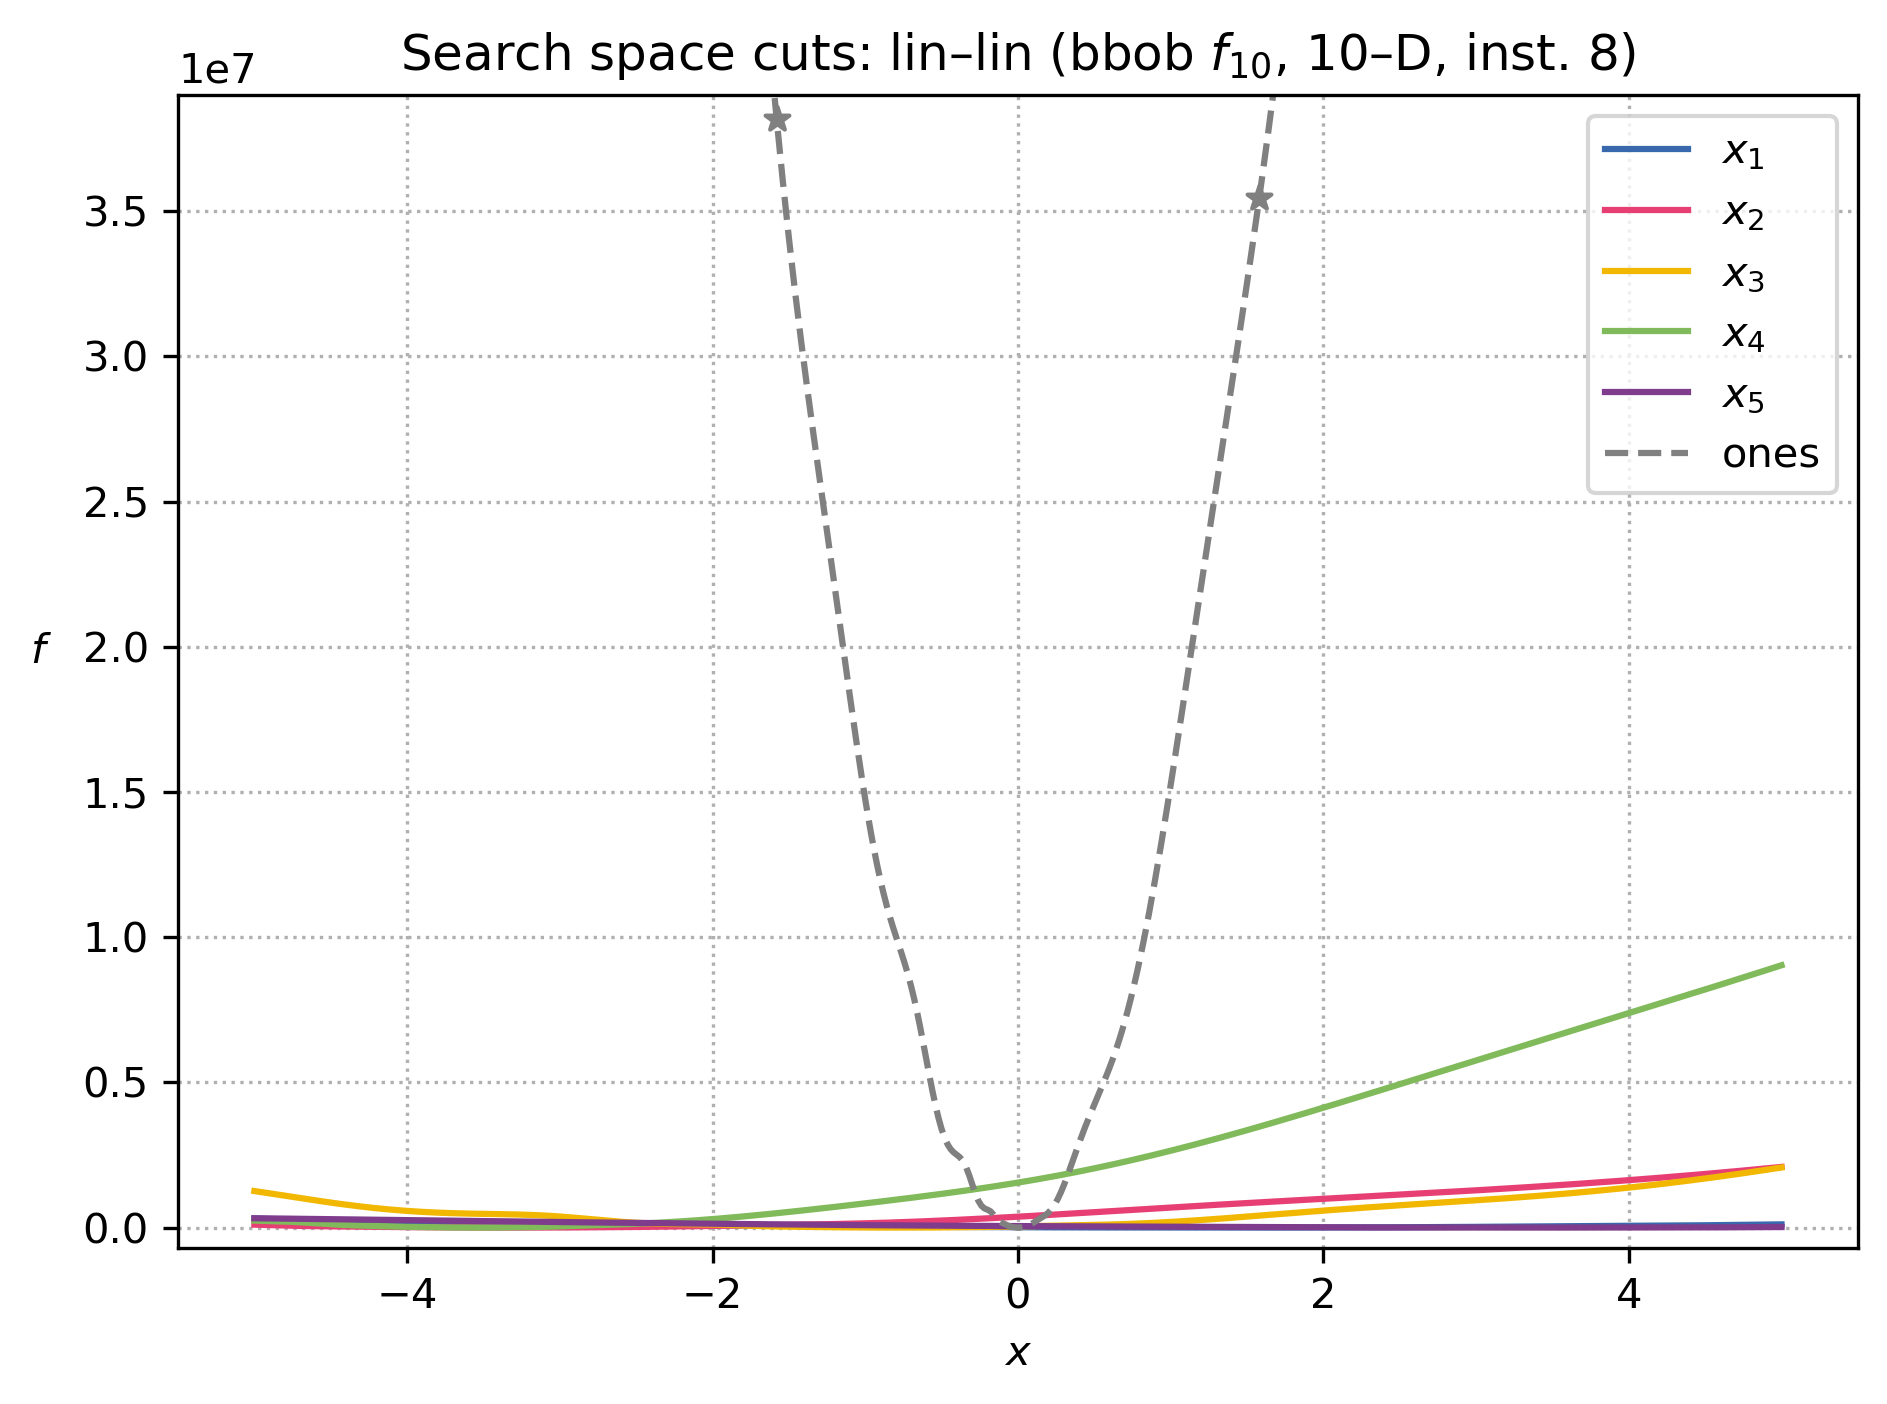 Search space cuts: lin–lin (bbob f₁₀, 10–D, inst. 8)
1e7
3.5
3.0
2.5
2.0
1.5
1.0
0.5
0.0
f
−4
−2
0
2
4
x
x₁
x₂
x₃
x₄
x₅
ones